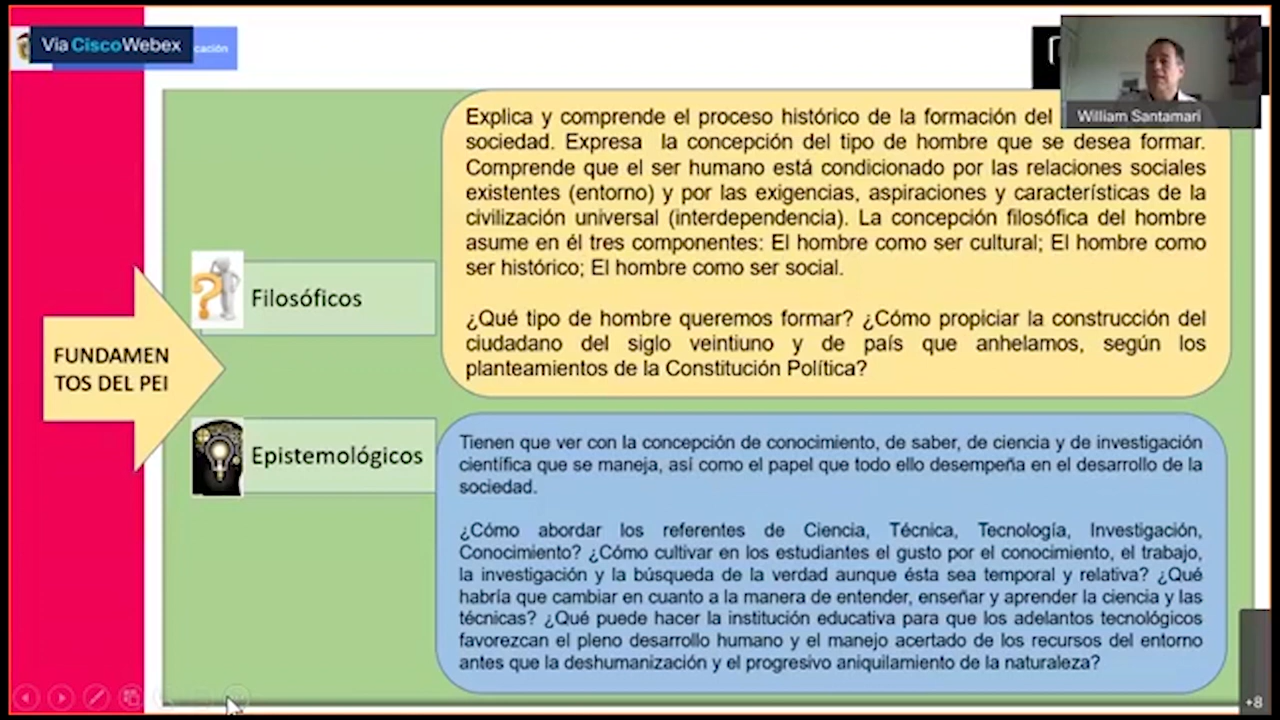 Via CiscoWebex
cación
William Santamari
Explica y comprende el proceso histórico de la formación del
sociedad. Expresa la concepción del tipo de hombre que se desea formar.
Comprende que el ser humano está condicionado por las relaciones sociales
existentes (entorno) y por las exigencias, aspiraciones y características de la
civilización universal (interdependencia). La concepción filosófica del hombre
asume en él tres componentes: El hombre como ser cultural; El hombre como
ser histórico; El hombre como ser social.
¿Qué tipo de hombre queremos formar? ¿Cómo propiciar la construcción del
ciudadano del siglo veintiuno y de país que anhelamos, según los
planteamientos de la Constitución Política?
Filosóficos
FUNDAMEN
TOS DEL PEI
Epistemológicos
Tienen que ver con la concepción de conocimiento, de saber, de ciencia y de investigación
científica que se maneja, así como el papel que todo ello desempeña en el desarrollo de la
sociedad.
¿Cómo abordar los referentes de Ciencia, Técnica, Tecnología, Investigación,
Conocimiento? ¿Cómo cultivar en los estudiantes el gusto por el conocimiento, el trabajo,
la investigación y la búsqueda de la verdad aunque ésta sea temporal y relativa? ¿Qué
habría que cambiar en cuanto a la manera de entender, enseñar y aprender la ciencia y las
técnicas? ¿Qué puede hacer la institución educativa para que los adelantos tecnológicos
favorezcan el pleno desarrollo humano y el manejo acertado de los recursos del entorno
antes que la deshumanización y el progresivo aniquilamiento de la naturaleza?
+8